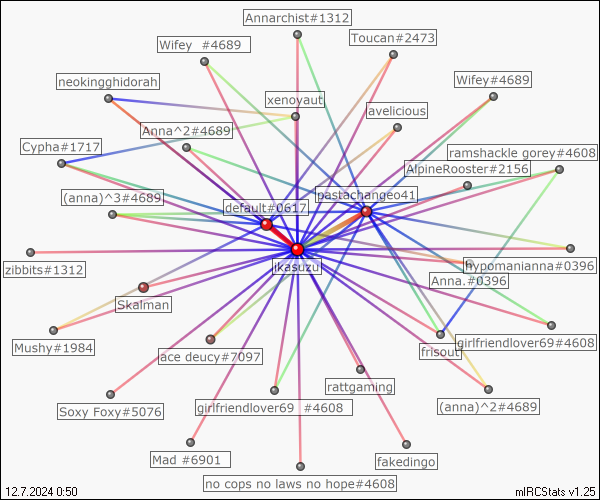 Annarchist#1312
Toucan#2473
Wifey  #4689
neokingghidorah
Wifey#4689
xenoyaut
avelicious
Anna^2#4689
Cypha#1717
ramshackle gorey#4608
AlpineRooster#2156
(anna)^3#4689
pastachangeo41
default#0617
zibbits#1312
jkasuzu
hypomanianna#0396
Anna.#0396
Skalman
Mushy#1984
ace deucy#7097
frisout
girlfriendlover69#4608
rattgaming
Soxy Foxy#5076
girlfriendlover69  #4608
(anna)^2#4689
Mad #6901
fakedingo
no cops no laws no hope#4608
12.7.2024 0:50
mIRCStats v1.25